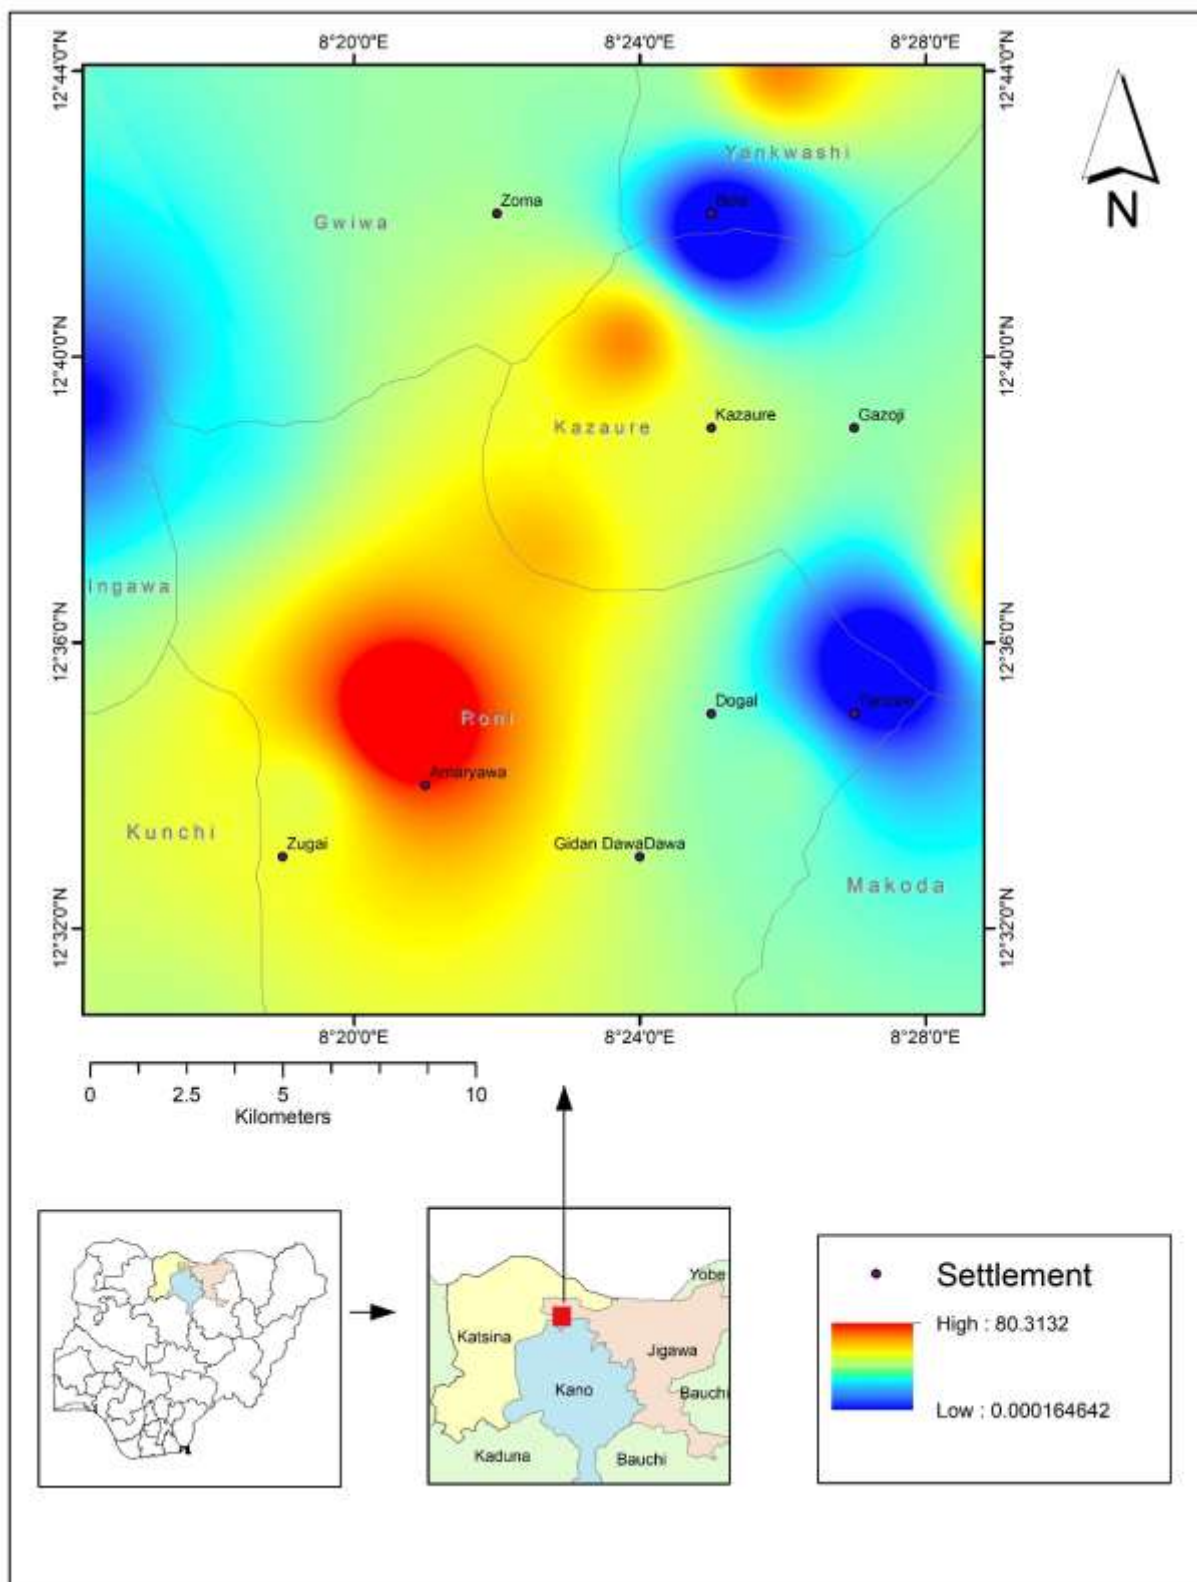 8°20'0"E 8°24'0"E 8°28'0"E
12°44'0"N 12°44'0"N
Yankwashi
Zoma
Gwiwa
12°40'0"N 12°40'0"N
Kazaure Gazoji
Kazaure
Ingawa
12°36'0"N 12°36'0"N
Dogal
Roni
Amaryawa
Kunchi
Zugai Gidan DawaDawa
Makoda
12°32'0"N 12°32'0"N
8°20'0"E 8°24'0"E 8°28'0"E
0 2.5 5 10
Kilometers
N
Yobe
Katsina
Jigawa
Kano
Bauchi
Kaduna
Bauchi
Settlement
High : 80.3132
Low : 0.000164642